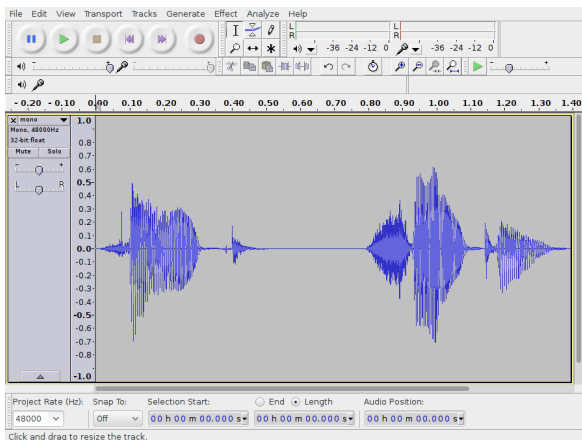 File Edit View Transport Tracks Generate Effect Analyze Help
L
R
-36 -24 -12 0
L
R
-36 -24 -12 0
- 0.20 - 0.10 0.00 0.10 0.20 0.30 0.40 0.50 0.60 0.70 0.80 0.90 1.00 1.10 1.20 1.30 1.40
X mono
Mono, 48000Hz
32-bit float
Mute Solo
- +
L R
1.0
0.8
0.7
0.6
0.5
0.4
0.3
0.2
0.1
0.0
-0.1
-0.2
-0.3
-0.4
-0.5
-0.6
-0.7
-0.8
-1.0
Project Rate (Hz): Snap To: Selection Start: End Length Audio Position:
48000 Off 00 h 00 m 00.000 s 00 h 00 m 00.000 s 00 h 00 m 00.000 s
Click and drag to resize the track.